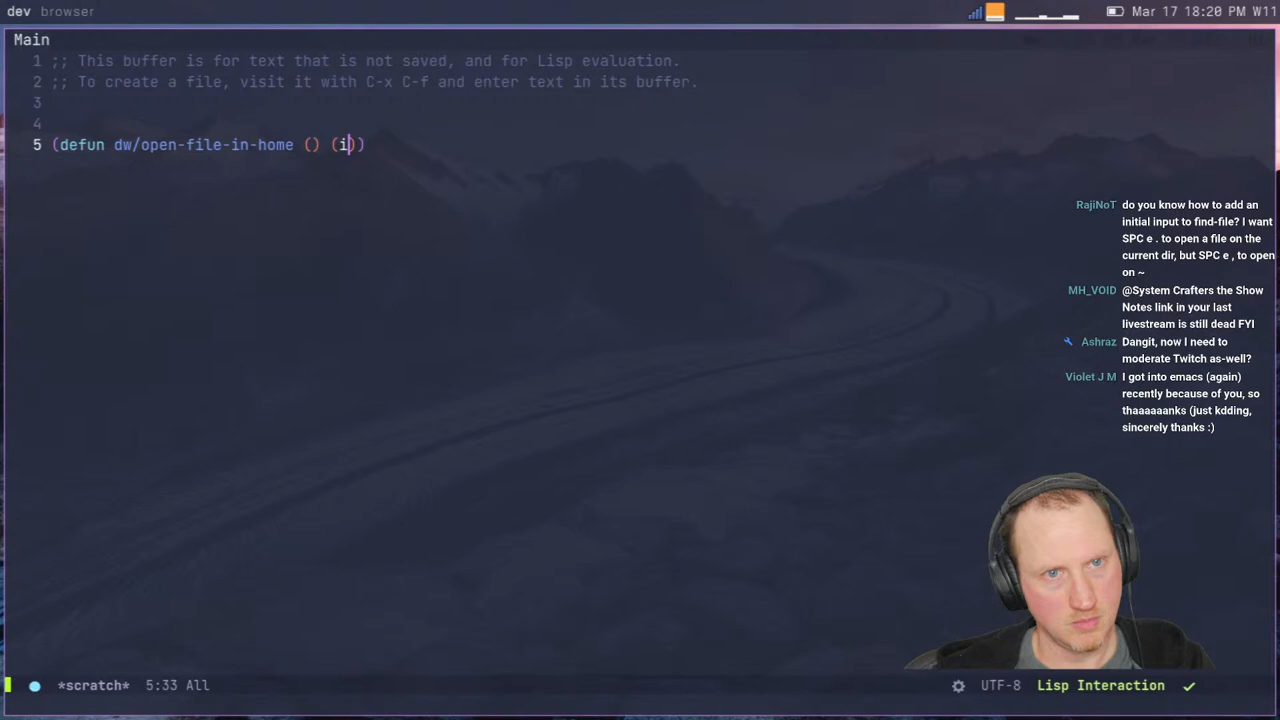 dev browser
Mar 17 18:20 PM W11
Main
1 ;; This buffer is for text that is not saved, and for Lisp evaluation.
2 ;; To create a file, visit it with C-x C-f and enter text in its buffer.
3
4
5 (defun dw/open-file-in-home () (i))
RajiNoT do you know how to add an
initial input to find-file? I want
SPC e . to open a file on the
current dir, but SPC e , to open
on ~
MH_VOID @System Crafters the Show
Notes link in your last
livestream is still dead FYI
Ashraz Dangit, now I need to
moderate Twitch as-well?
Violet J M I got into emacs (again)
recently because of you, so
thaaaaaanks (just kdding,
sincerely thanks :)
*scratch* 5:33 All
UTF-8 Lisp Interaction